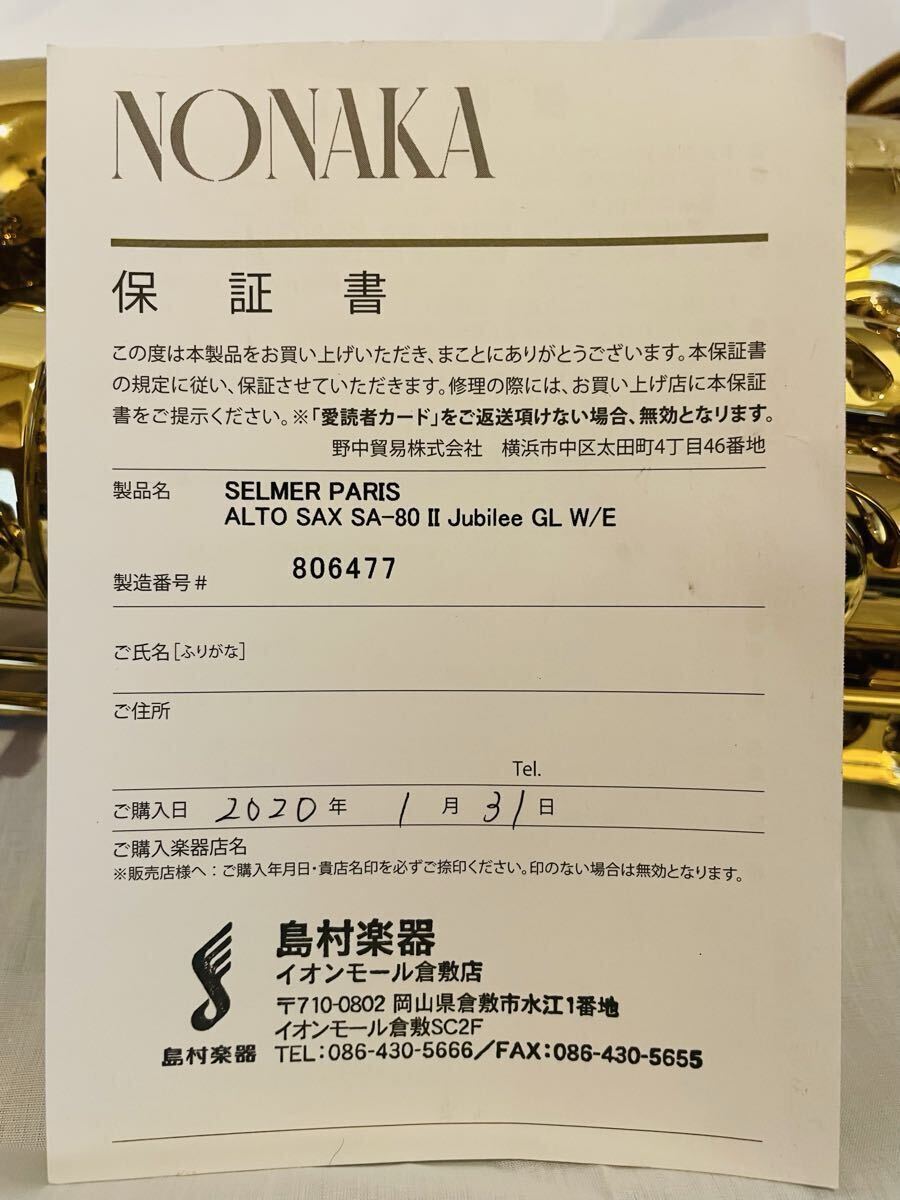 NONAKA
保証書
この度は本製品をお買い上げいただき、まことにありがとうございます。本保証書
の規定に従い、保証させていただきます。修理の際には、お買い上げ店に本保証
書をご提示ください。※「愛読者カード」をご返送項けない場合、無効となります。
野中貿易株式会社 横浜市中区太田町4丁目46番地
製品名 SELMER PARIS
ALTO SAX SA-80 II Jubilee GL W/E
製造番号# 806477
ご氏名[ふりがな]
ご住所
Tel.
ご購入日 2020年 1月 31日
ご購入楽器店名
※販売店様へ：ご購入年月日・貴店名印を必ずご捺印ください。印のない場合は無効となります。
島村楽器
イオンモール倉敷店
〒710-0802 岡山県倉敷市水江1番地
イオンモール倉敷SC2F
島村楽器 TEL:086-430-5666/FAX:086-430-5655